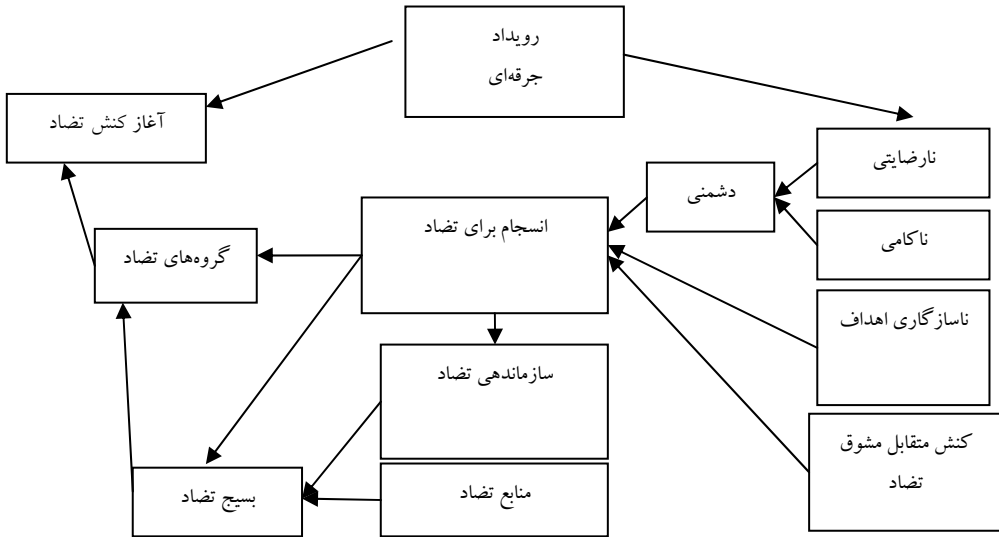 رویداد
جرقه‌ای
آغاز کنش تضاد
نارضایتی
دشمنی
انسجام برای تضاد
ناکامی
گروه‌های تضاد
ناسازگاری اهداف
سازماندهی تضاد
کنش متقابل مشوق
تضاد
منابع تضاد
بسیج تضاد